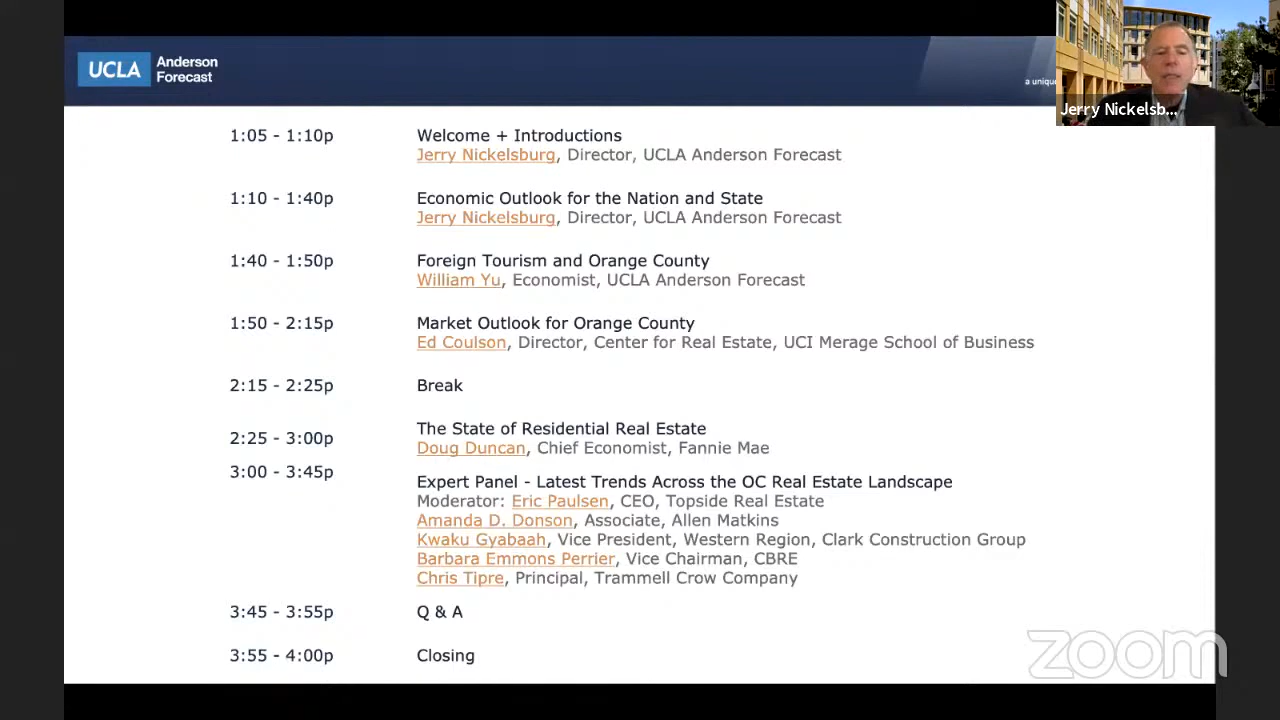 UCLA Anderson
Forecast
a unique
Jerry Nickelsb...
1:05 - 1:10p Welcome + Introductions
Jerry Nickelsburg, Director, UCLA Anderson Forecast
1:10 - 1:40p Economic Outlook for the Nation and State
Jerry Nickelsburg, Director, UCLA Anderson Forecast
1:40 - 1:50p Foreign Tourism and Orange County
William Yu, Economist, UCLA Anderson Forecast
1:50 - 2:15p Market Outlook for Orange County
Ed Coulson, Director, Center for Real Estate, UCI Merage School of Business
2:15 - 2:25p Break
The State of Residential Real Estate
2:25 - 3:00p
Doug Duncan, Chief Economist, Fannie Mae
3:00 - 3:45p
Expert Panel - Latest Trends Across the OC Real Estate Landscape
Moderator: Eric Paulsen, CEO, Topside Real Estate
Amanda D. Donson, Associate, Allen Matkins
Kwaku Gyabaah, Vice President, Western Region, Clark Construction Group
Barbara Emmons Perrier, Vice Chairman, CBRE
Chris Tipre, Principal, Trammell Crow Company
3:45 - 3:55p Q & A
3:55 - 4:00p Closing
zoom